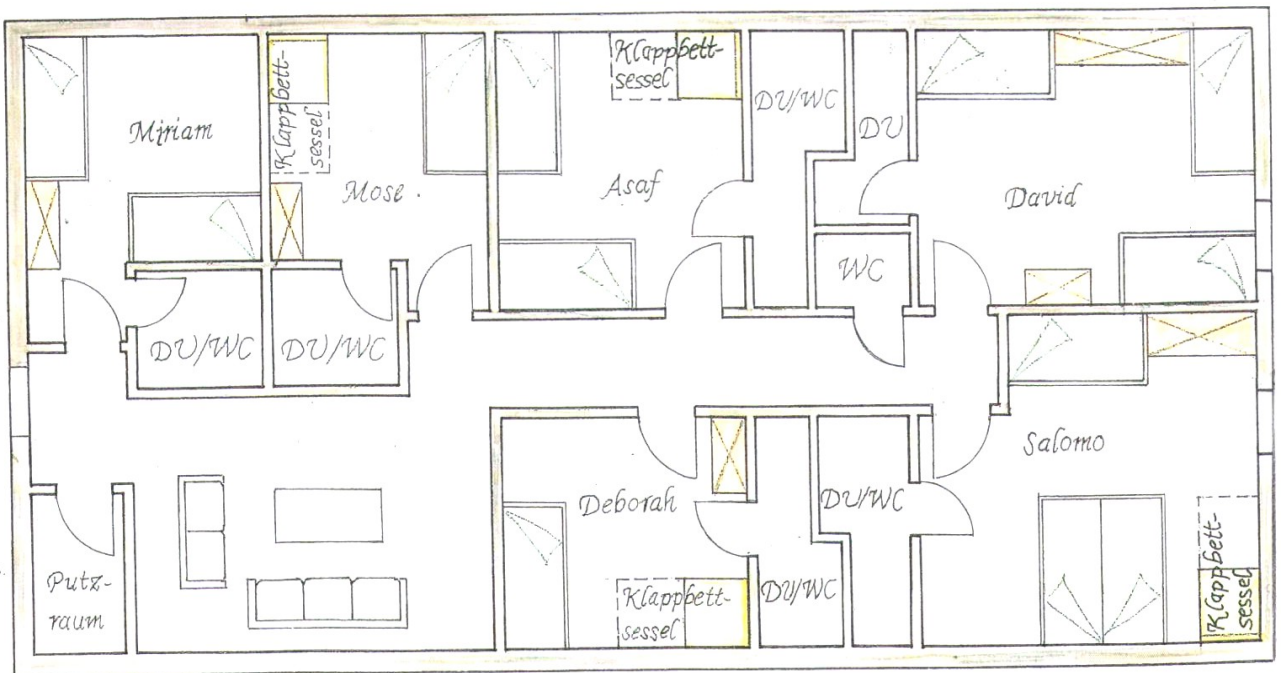 Klappbett-
sessel
Klappbett-
sessel
DU/WC
DU
Mirjam
Mose
Asaf
David
WC
DU/WC
DU/WC
Salomo
Deborah
DU/WC
Klappbett-
sessel
Putz-
raum
Klappbett-
sessel
DU/WC